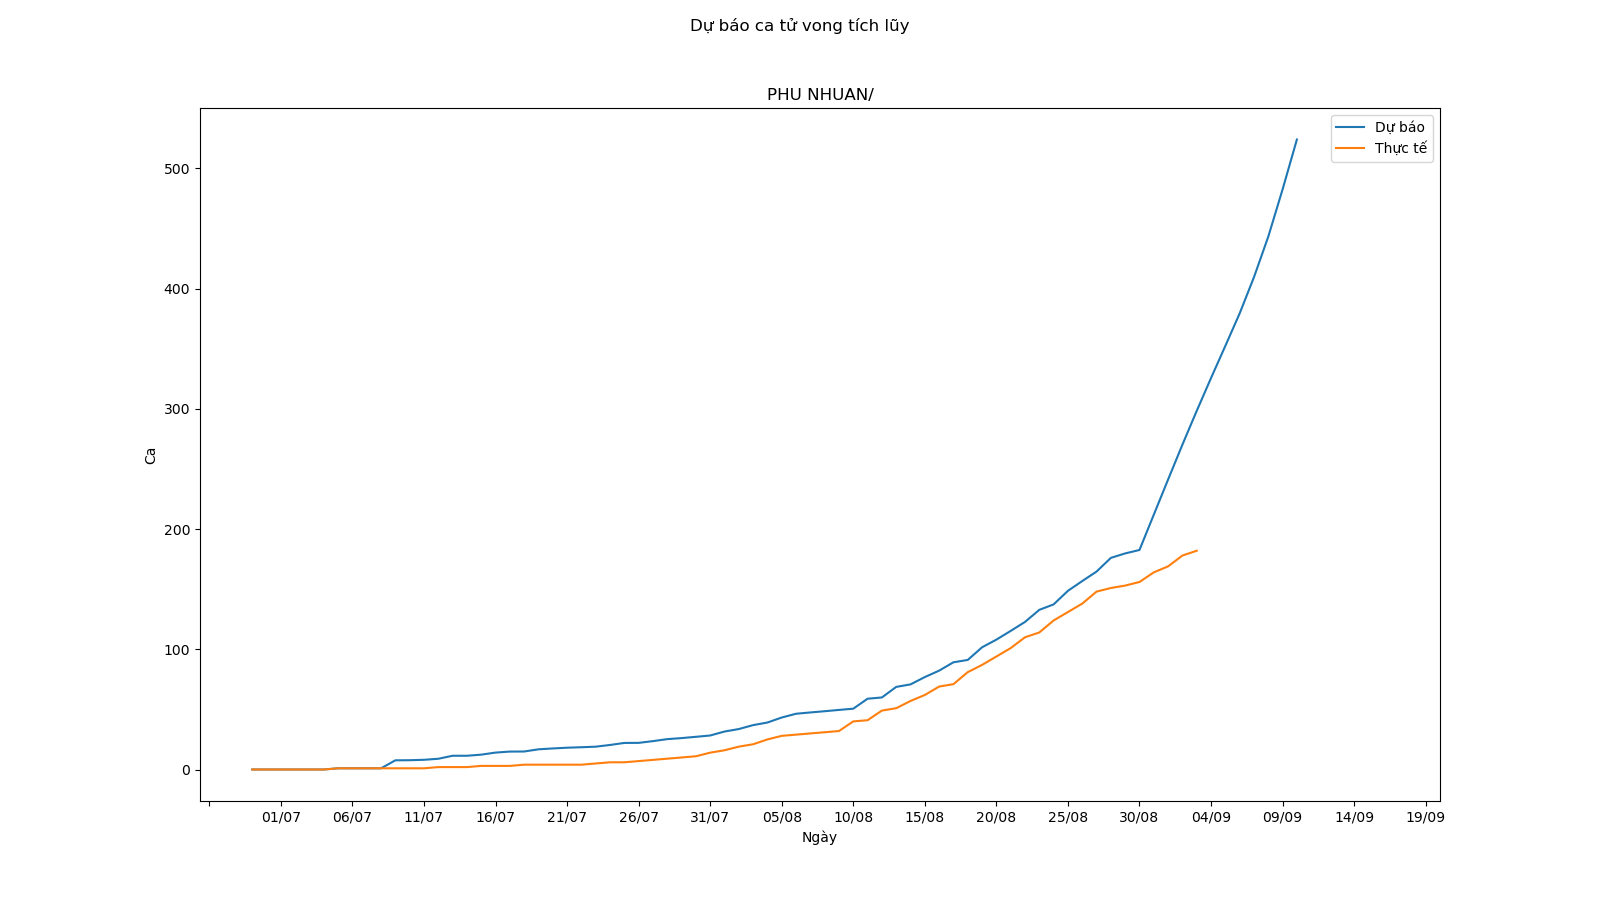 Dự báo ca tử vong tích lũy
PHU NHUAN/
Dự báo
Thực tế
500
400
300
200
100
0
Ca
01/07 06/07 11/07 16/07 21/07 26/07 31/07 05/08 10/08 15/08 20/08 25/08 30/08 04/09 09/09 14/09 19/09
Ngày